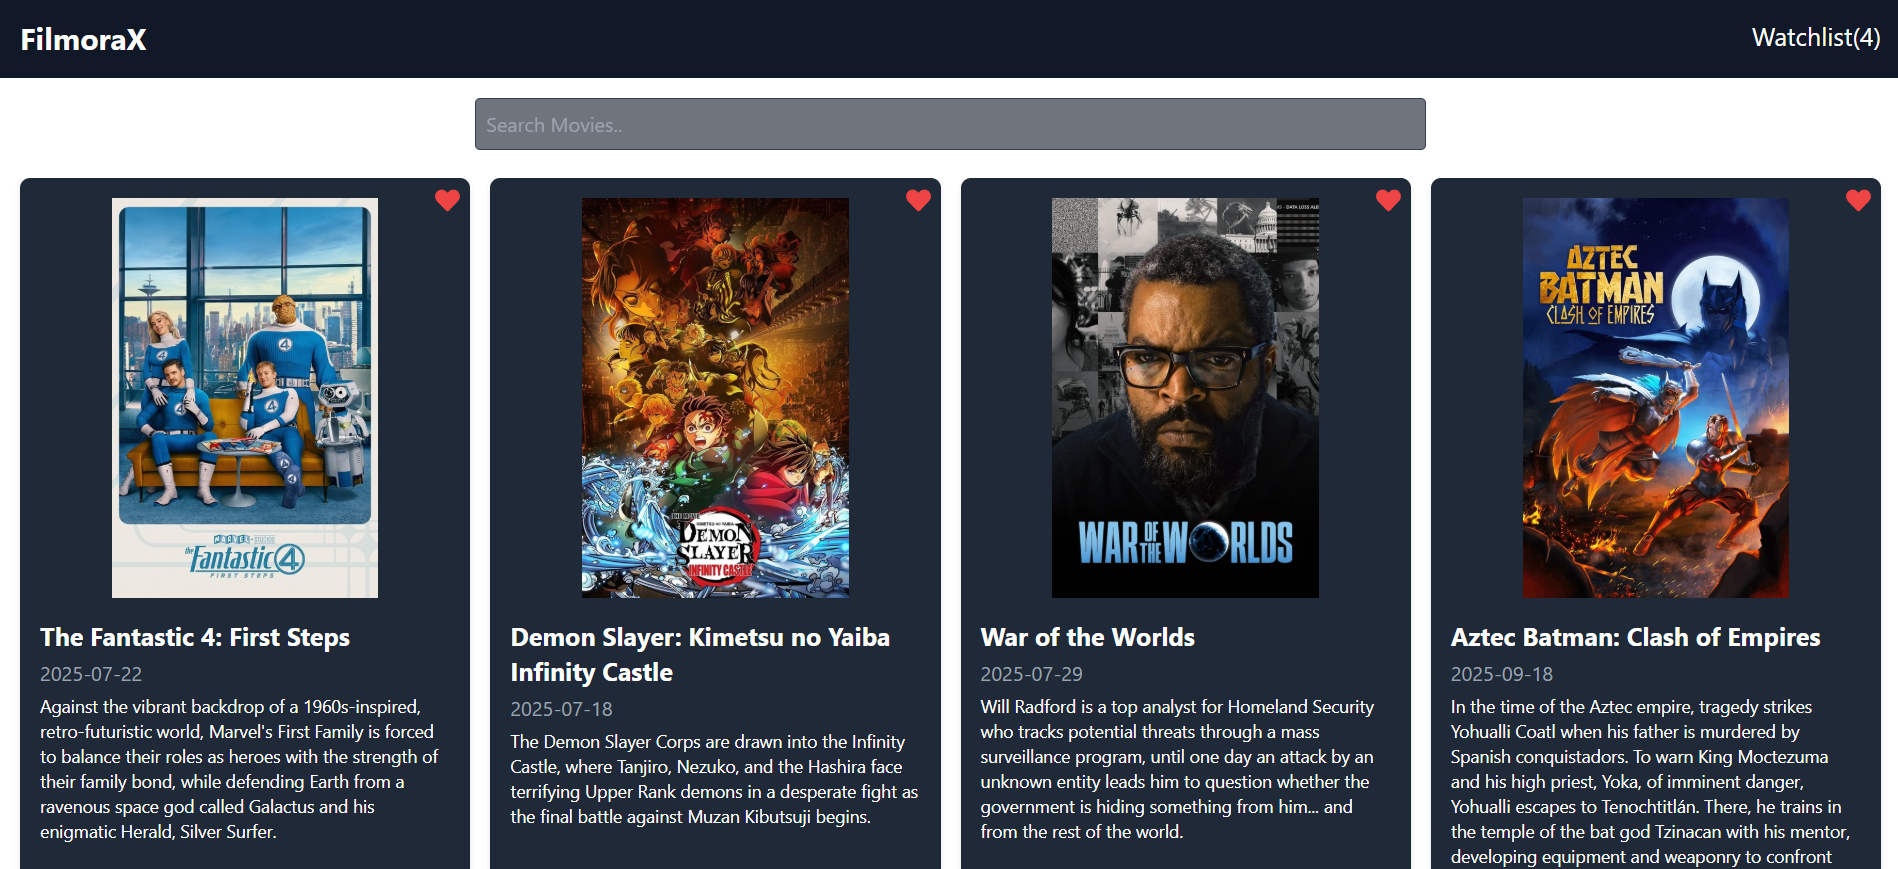 FilmoraX
Watchlist(4)
Search Movies..
MARVEL STUDIOS
the Fantastic 4
FIRST STEPS
KIMETSU NO YAIBA
DEMON
SLAYER
INFINITY CASTLE
DATA LOSS
WAR OF THE WORLDS
AZTEC
BATMAN
CLASH OF EMPIRES
The Fantastic 4: First Steps
2025-07-22
Against the vibrant backdrop of a 1960s-inspired,
retro-futuristic world, Marvel's First Family is forced
to balance their roles as heroes with the strength of
their family bond, while defending Earth from a
ravenous space god called Galactus and his
enigmatic Herald, Silver Surfer.
Demon Slayer: Kimetsu no Yaiba
Infinity Castle
2025-07-18
The Demon Slayer Corps are drawn into the Infinity
Castle, where Tanjiro, Nezuko, and the Hashira face
terrifying Upper Rank demons in a desperate fight as
the final battle against Muzan Kibutsuji begins.
War of the Worlds
2025-07-29
Will Radford is a top analyst for Homeland Security
who tracks potential threats through a mass
surveillance program, until one day an attack by an
unknown entity leads him to question whether the
government is hiding something from him... and
from the rest of the world.
Aztec Batman: Clash of Empires
2025-09-18
In the time of the Aztec empire, tragedy strikes
Yohualli Coatl when his father is murdered by
Spanish conquistadors. To warn King Moctezuma
and his high priest, Yoka, of imminent danger,
Yohualli escapes to Tenochtitlán. There, he trains in
the temple of the bat god Tzinacan with his mentor,
developing equipment and weaponry to confront